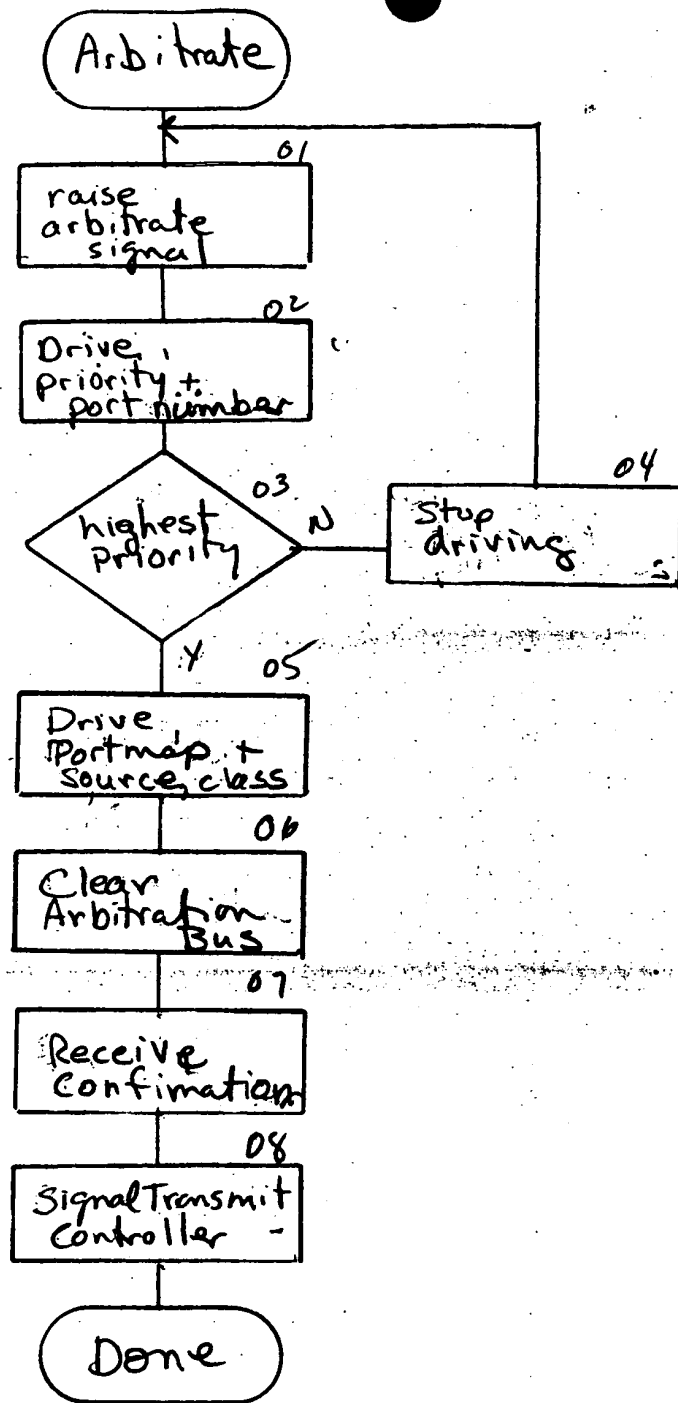 Arbitrate
01
raise
arbitrate
signal
02
Drive
priority +
port number
03
highest
priority
N
04
Stop
driving
Y
05
Drive
Portmap +
source, class
06
Clear
Arbitration
Bus
07
Receive
Confimation
08
Signal Transmit
Controller
Done